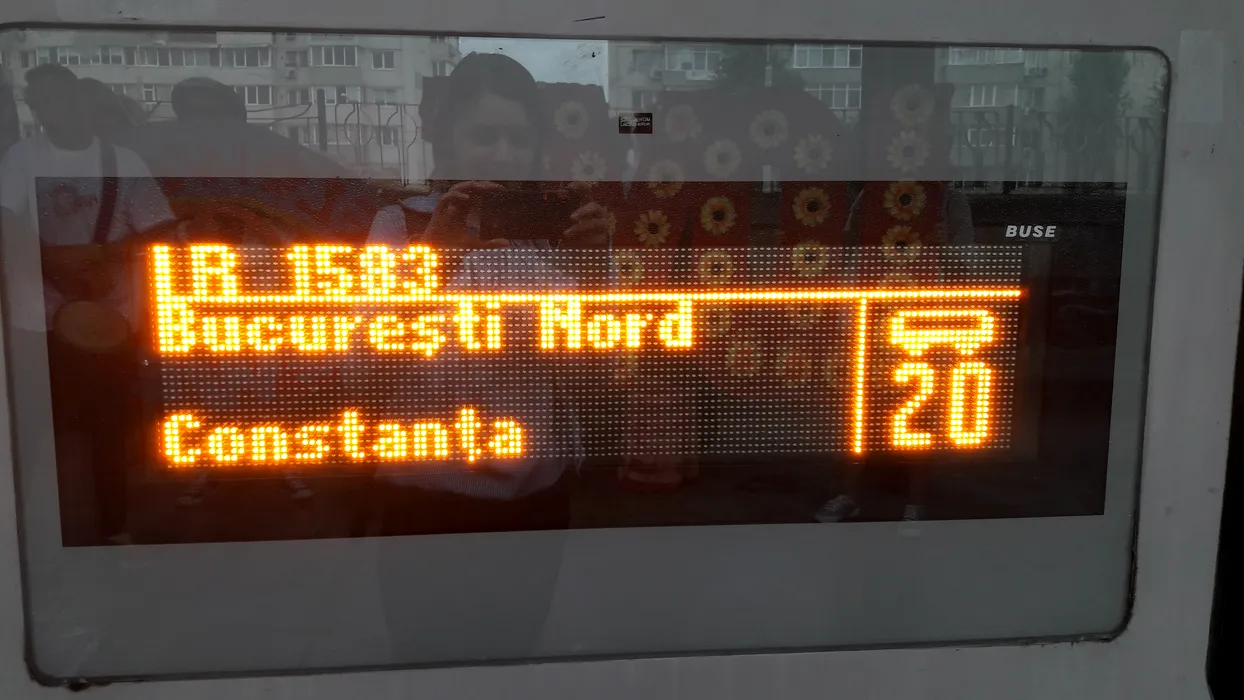 IR 1583
București Nord
Constanța
20
BUSE